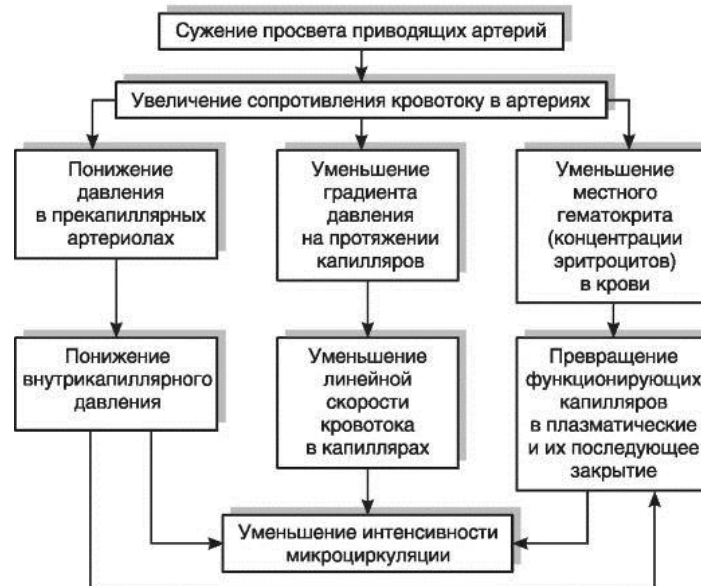 Сужение просвета приводящих артерий
Увеличение сопротивления кровотоку в артериях
Понижение
давления
в прекапиллярных
артериолах
Уменьшение
градиента
давления
на протяжении
капилляров
Уменьшение
местного
гематокрита
(концентрации
эритроцитов)
в крови
Понижение
внутрикапиллярного
давления
Уменьшение
линейной
скорости
кровотока
в капиллярах
Превращение
функционирующих
капилляров
в плазматические
и их последующее
закрытие
Уменьшение интенсивности
микроциркуляции